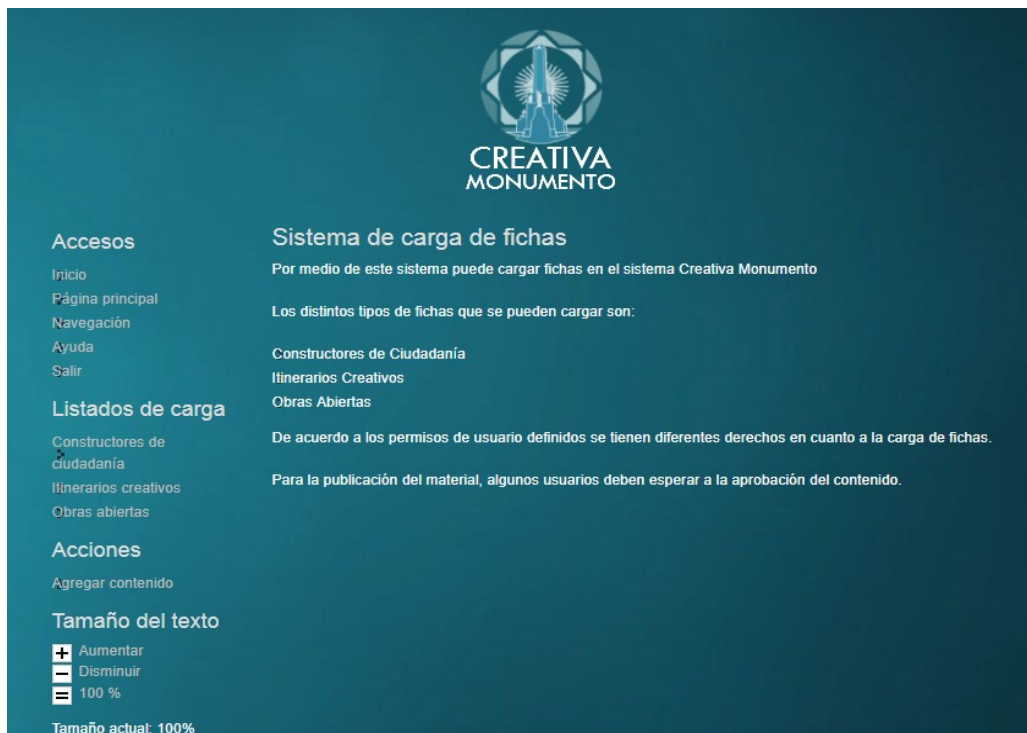 CREATIVA
MONUMENTO
Accesos
Inicio
Página principal
Navegación
Ayuda
Salir
Listados de carga
Constructores de
ciudadanía
Itinerarios creativos
Obras abiertas
Acciones
Agregar contenido
Tamaño del texto
+ Aumentar
− Disminuir
= 100 %
Tamaño actual: 100%
Sistema de carga de fichas
Por medio de este sistema puede cargar fichas en el sistema Creativa Monumento
Los distintos tipos de fichas que se pueden cargar son:
Constructores de Ciudadanía
Itinerarios Creativos
Obras Abiertas
De acuerdo a los permisos de usuario definidos se tienen diferentes derechos en cuanto a la carga de fichas.
Para la publicación del material, algunos usuarios deben esperar a la aprobación del contenido.